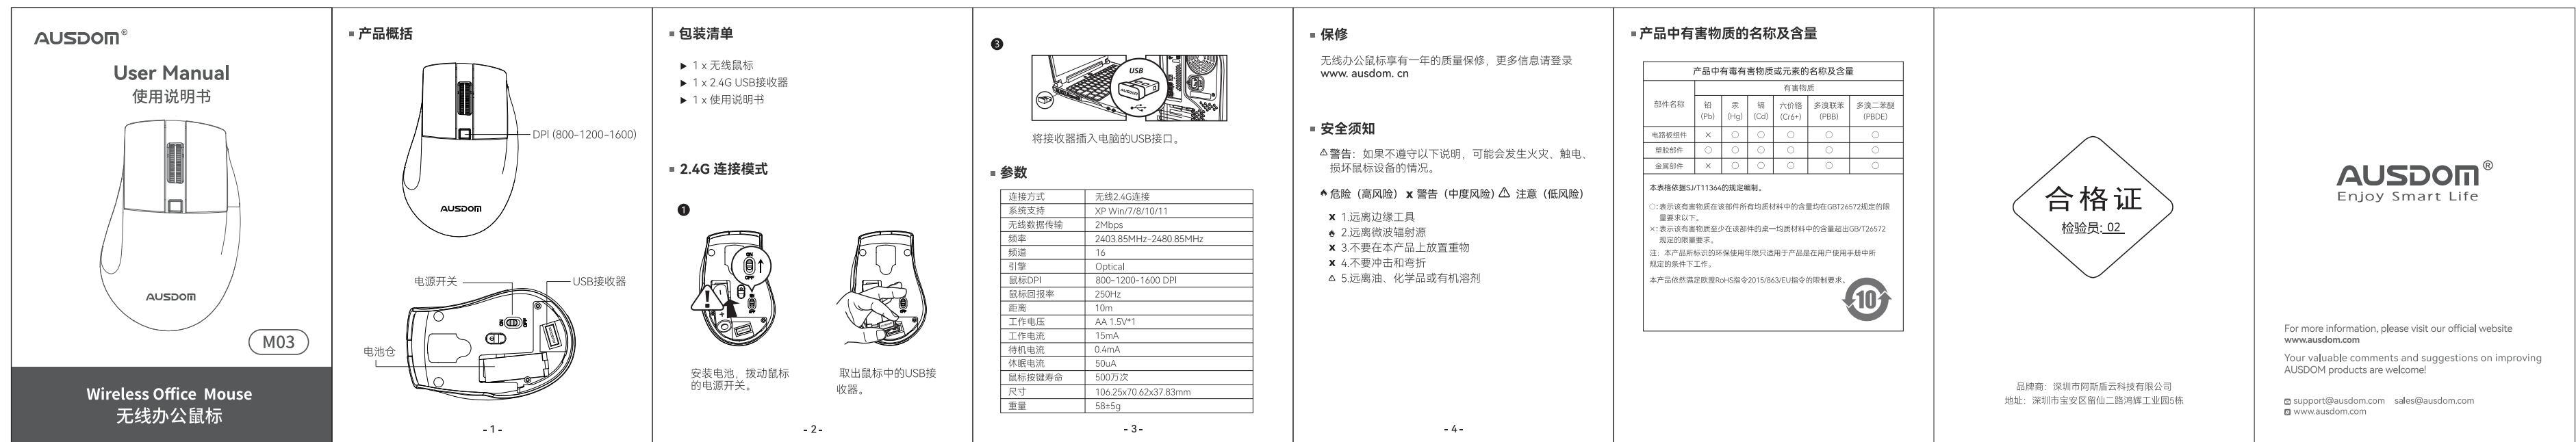 AUSDOM®
User Manual
使用说明书
AUSDOM
M03
Wireless Office Mouse
无线办公鼠标
产品概括
DPI (800-1200-1600)
AUSDOM
电源开关
USB接收器
ON
OFF
电池仓
- 1 -
包装清单
1 x 无线鼠标
1 x 2.4G USB接收器
1 x 使用说明书
2.4G 连接模式
1
ON
OFF
安装电池，拨动鼠标
的电源开关。
取出鼠标中的USB接
收器。
- 2 -
3
USB
AUSDOM
将接收器插入电脑的USB接口。
参数
连接方式 无线2.4G连接
系统支持 XP Win/7/8/10/11
无线数据传输 2Mbps
频率 2403.85MHz-2480.85MHz
频道 16
引擎 Optical
鼠标DPI 800-1200-1600 DPI
鼠标回报率 250Hz
距离 10m
工作电压 AA 1.5V*1
工作电流 15mA
待机电流 0.4mA
休眠电流 50uA
鼠标按键寿命 500万次
尺寸 106.25x70.62x37.83mm
重量 58±5g
- 3 -
保修
无线办公鼠标享有一年的质量保修，更多信息请登录
www. ausdom. cn
安全须知
警告：如果不遵守以下说明，可能会发生火灾、触电、
损坏鼠标设备的情况。
危险（高风险） x 警告（中度风险） 注意（低风险）
x 1.远离边缘工具
2.远离微波辐射源
x 3.不要在本产品上放置重物
x 4.不要冲击和弯折
5.远离油、化学品或有机溶剂
- 4 -
产品中有害物质的名称及含量
产品中有毒有害物质或元素的名称及含量
部件名称
有害物质
铅 汞 镉 六价铬 多溴联苯 多溴二苯醚
(Pb) (Hg) (Cd) (Cr6+) (PBB) (PBDE)
电路板组件 × ○ ○ ○ ○ ○
塑胶部件 ○ ○ ○ ○ ○ ○
金属部件 × ○ ○ ○ ○ ○
本表格依据SJ/T11364的规定编制。
○: 表示该有害物质在该部件所有均质材料中的含量均在GBT26572规定的限
量要求以下。
×: 表示该有害物质至少在该部件的桌一均质材料中的含量超出GB/T26572
规定的限量要求。
注：本产品所标识的环保使用年限只适用于产品是在用户使用手册中所
规定的条件下工作。
本产品依然满足欧盟RoHS指令2015/863/EU指令的限制要求。
10
合格证
检验员: 02
品牌商：深圳市阿斯盾云科技有限公司
地址：深圳市宝安区留仙二路鸿辉工业园5栋
AUSDOM®
Enjoy Smart Life
For more information, please visit our official website
www.ausdom.com
Your valuable comments and suggestions on improving
AUSDOM products are welcome!
support@ausdom.com sales@ausdom.com
www.ausdom.com